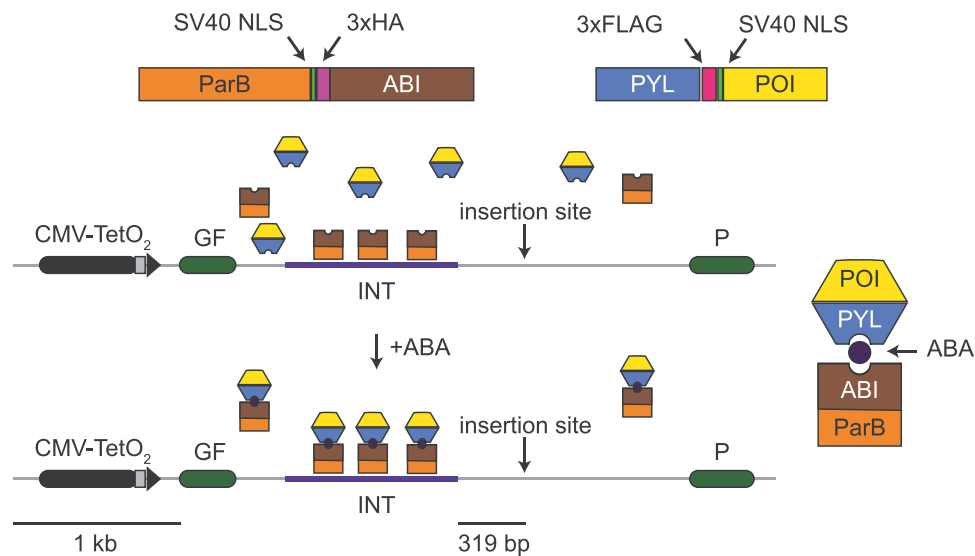 SV40 NLS 3xHA 3xFLAG SV40 NLS
ParB ABI PYL POI
insertion site
CMV-TetO₂ GF P
INT
POI
PYL
+ABA
ABA
ABI
insertion site
ParB
CMV-TetO₂ GF P
INT
1 kb 319 bp